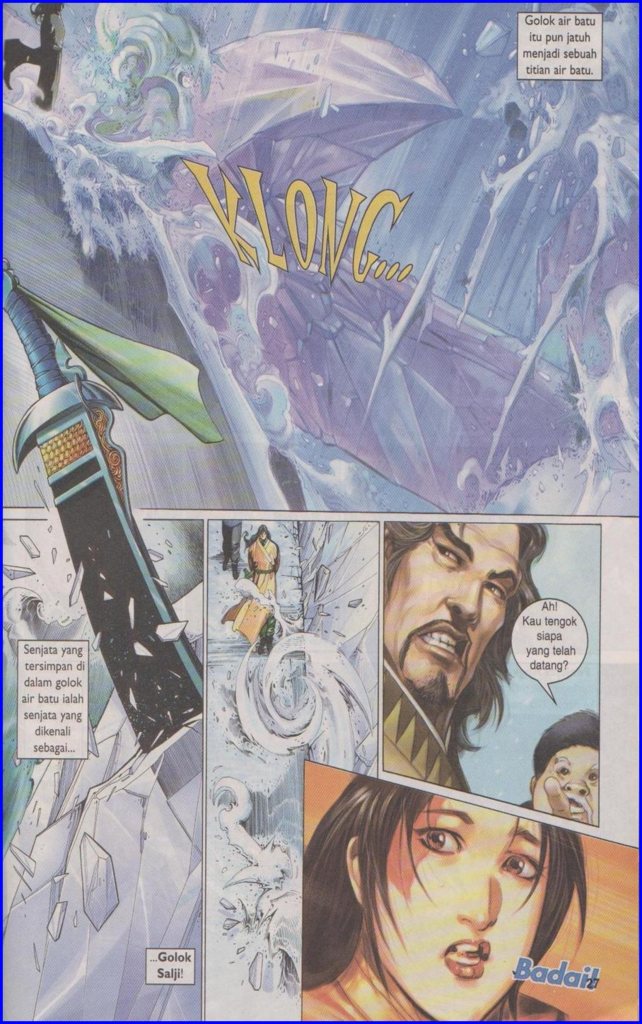 Golok air batu
itu pun jatuh
menjadi sebuah
titian air batu.
KLONG...
Senjata yang
tersimpan di
dalam golok
air batu ialah
senjata yang
dikenali
sebagai...
...Golok
Salji!
Ah!
Kau tengok
siapa
yang telah
datang?
Badai!
27